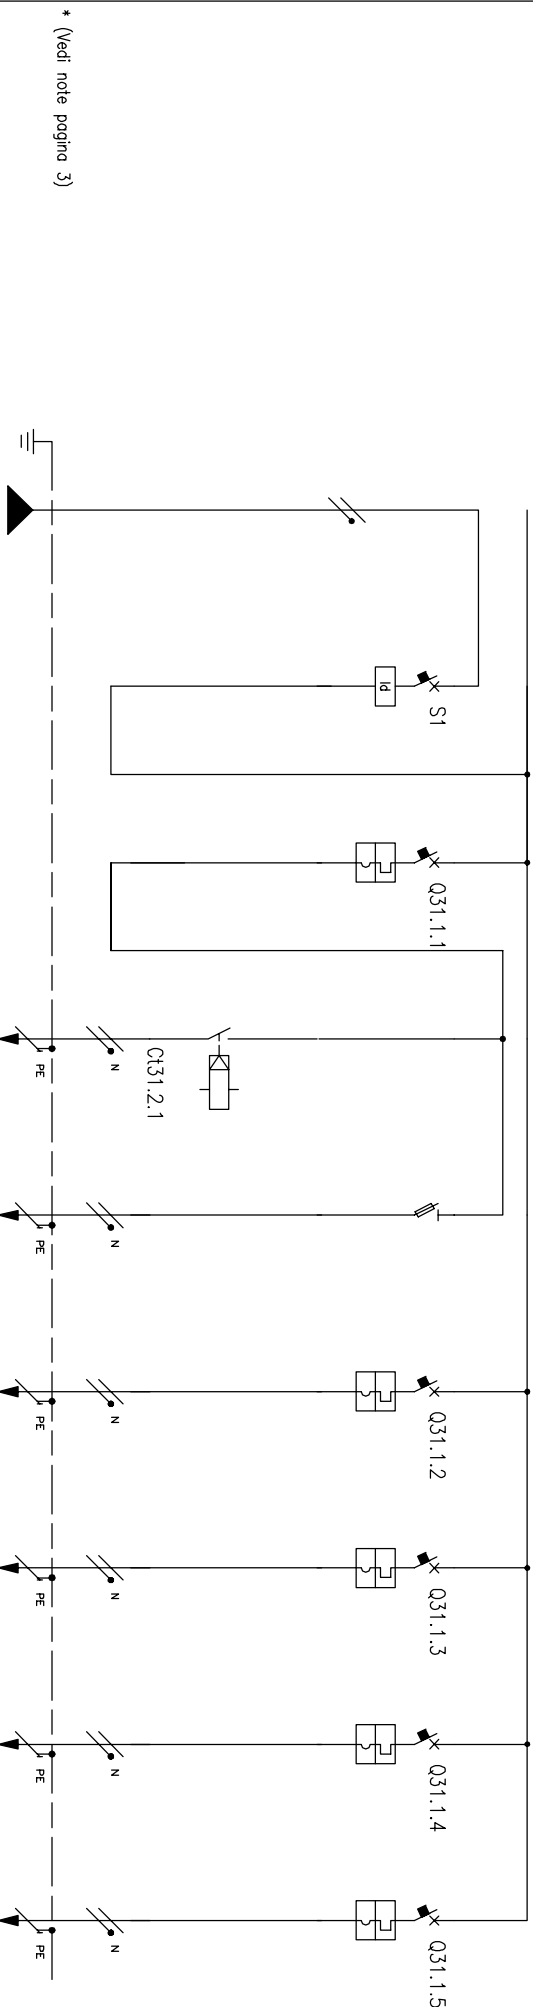 * (Vedi note pagina 3)
Id
S1
Q31.1.1
Ct31.2.1
N
PE
N
PE
Q31.1.2
N
PE
Q31.1.3
N
PE
Q31.1.4
N
PE
Q31.1.5
N
PE